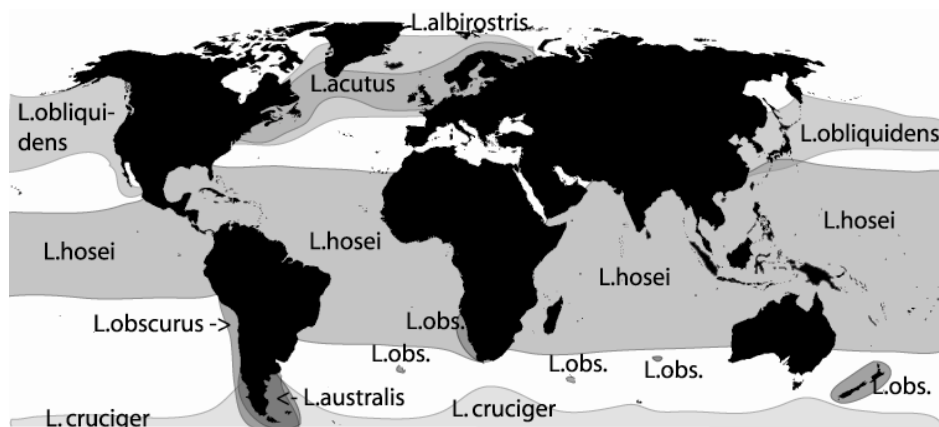 L.albirostris
L.acutus
L.obliqui-
dens
L.obliquidens
L.hosei
L.hosei
L.hosei
L.hosei
L.obscurus ->
L.obs.
L.obs.
L.obs.
L.obs.
L.obs.
<- L.australis
L. cruciger
L. cruciger